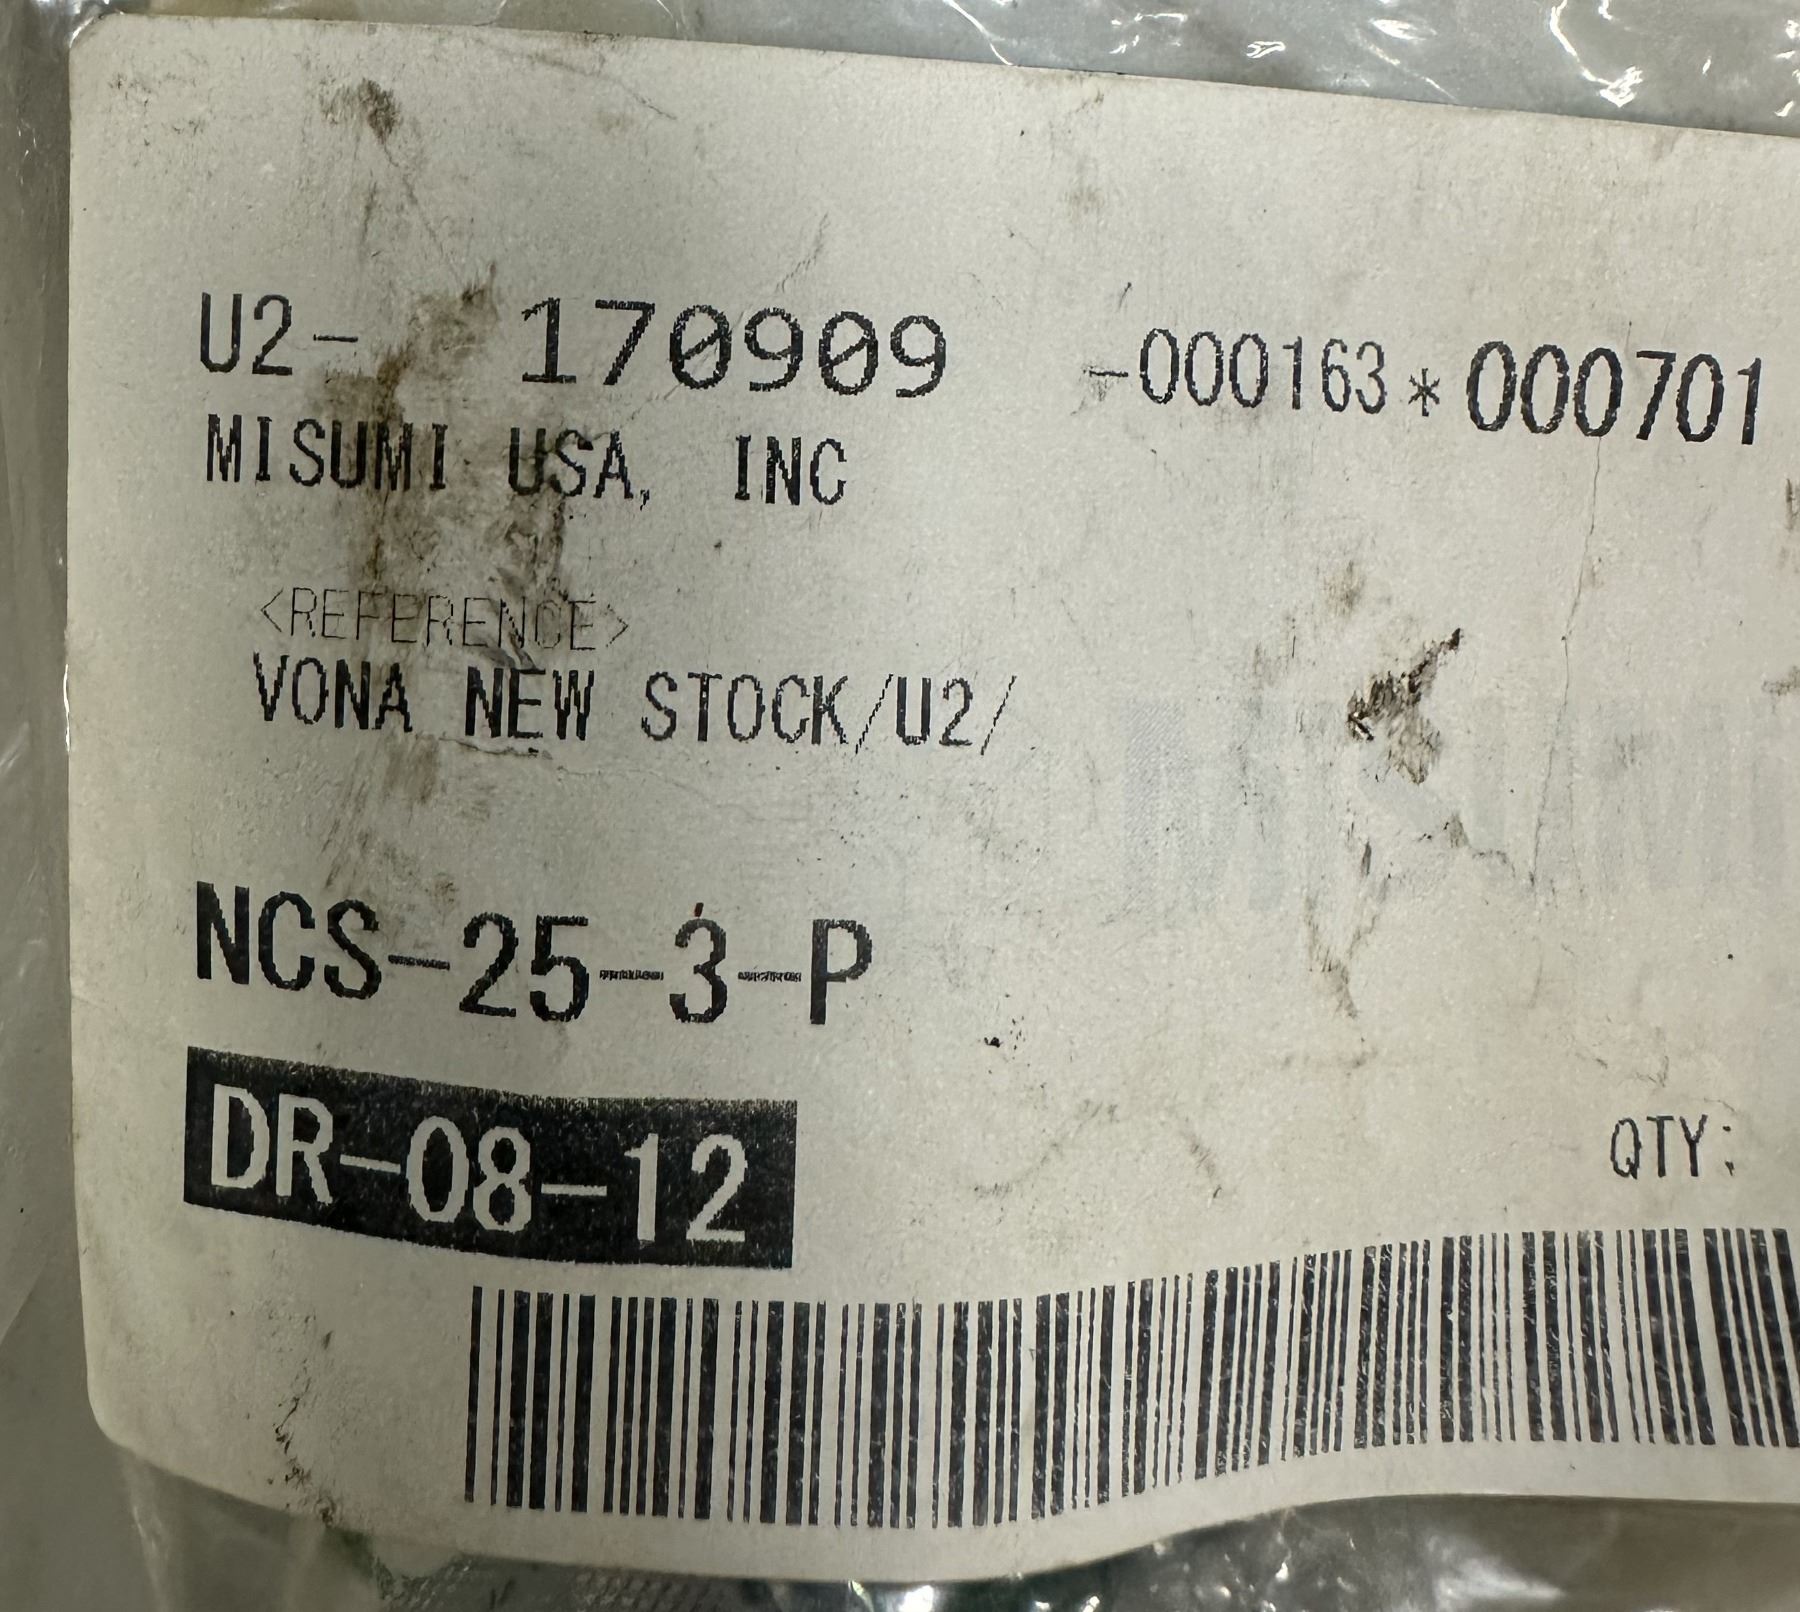 U2- 170909 -000163*000701
MISUMI USA, INC
<REFERENCE>
VONA NEW STOCK/U2/
NCS-25-3-P
DR-08-12
QTY: